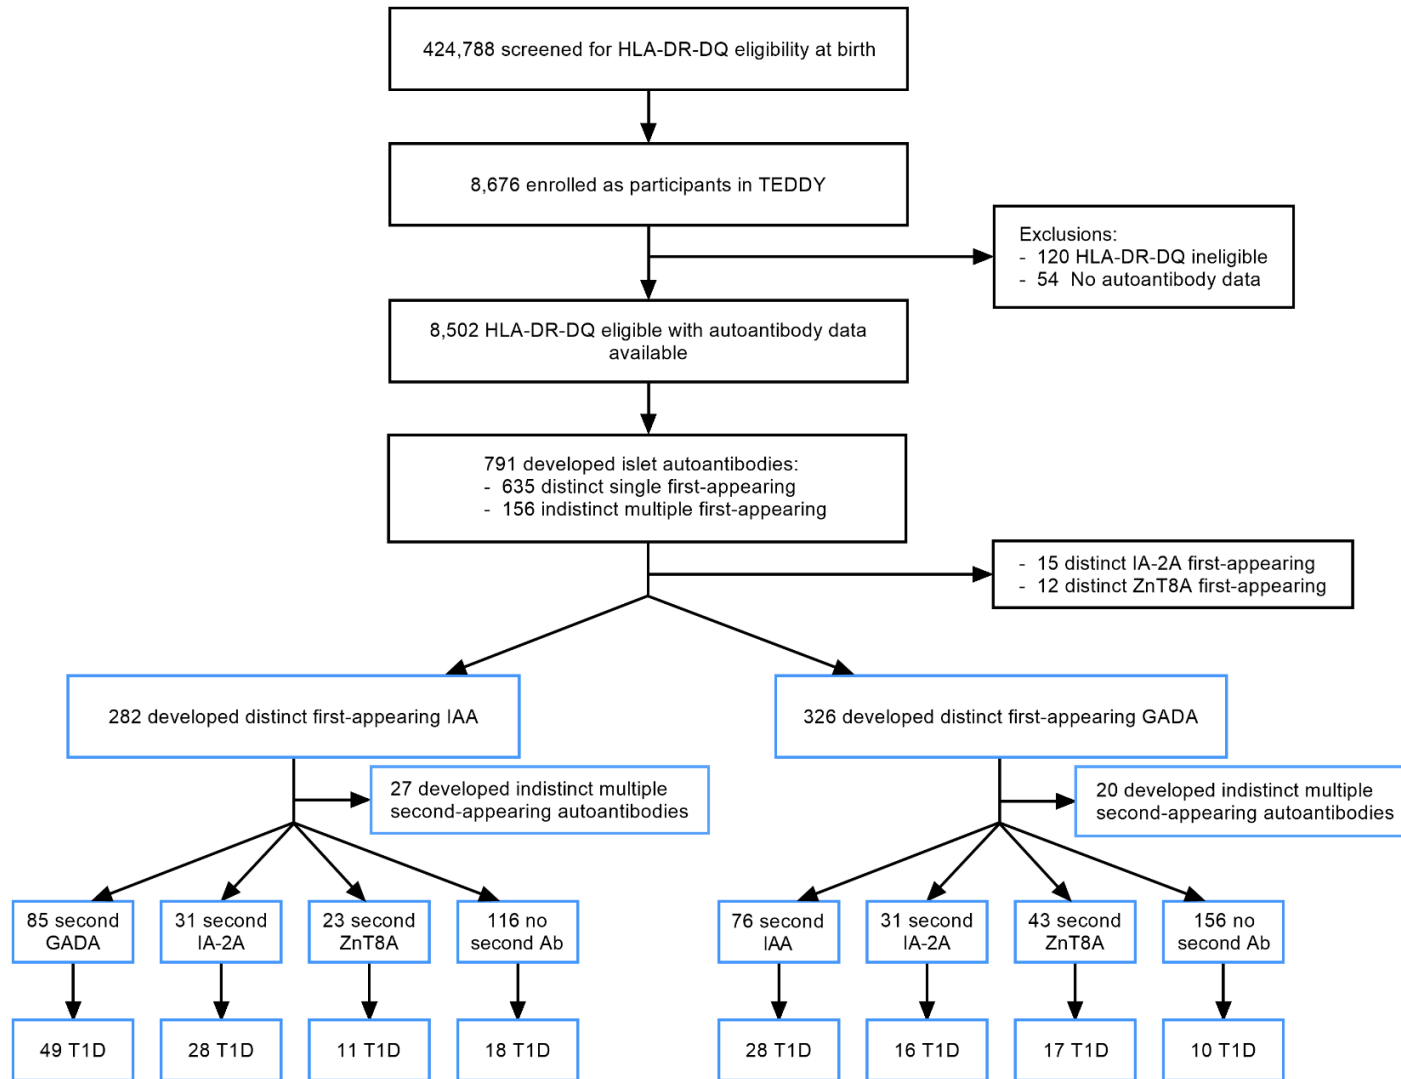 424,788 screened for HLA-DR-DQ eligibility at birth
8,676 enrolled as participants in TEDDY
Exclusions:
- 120 HLA-DR-DQ ineligible
- 54 No autoantibody data
8,502 HLA-DR-DQ eligible with autoantibody data
available
791 developed islet autoantibodies:
- 635 distinct single first-appearing
- 156 indistinct multiple first-appearing
- 15 distinct IA-2A first-appearing
- 12 distinct ZnT8A first-appearing
282 developed distinct first-appearing IAA
326 developed distinct first-appearing GADA
27 developed indistinct multiple
second-appearing autoantibodies
20 developed indistinct multiple
second-appearing autoantibodies
85 second
GADA
31 second
IA-2A
23 second
ZnT8A
116 no
second Ab
76 second
IAA
31 second
IA-2A
43 second
ZnT8A
156 no
second Ab
49 T1D
28 T1D
11 T1D
18 T1D
28 T1D
16 T1D
17 T1D
10 T1D